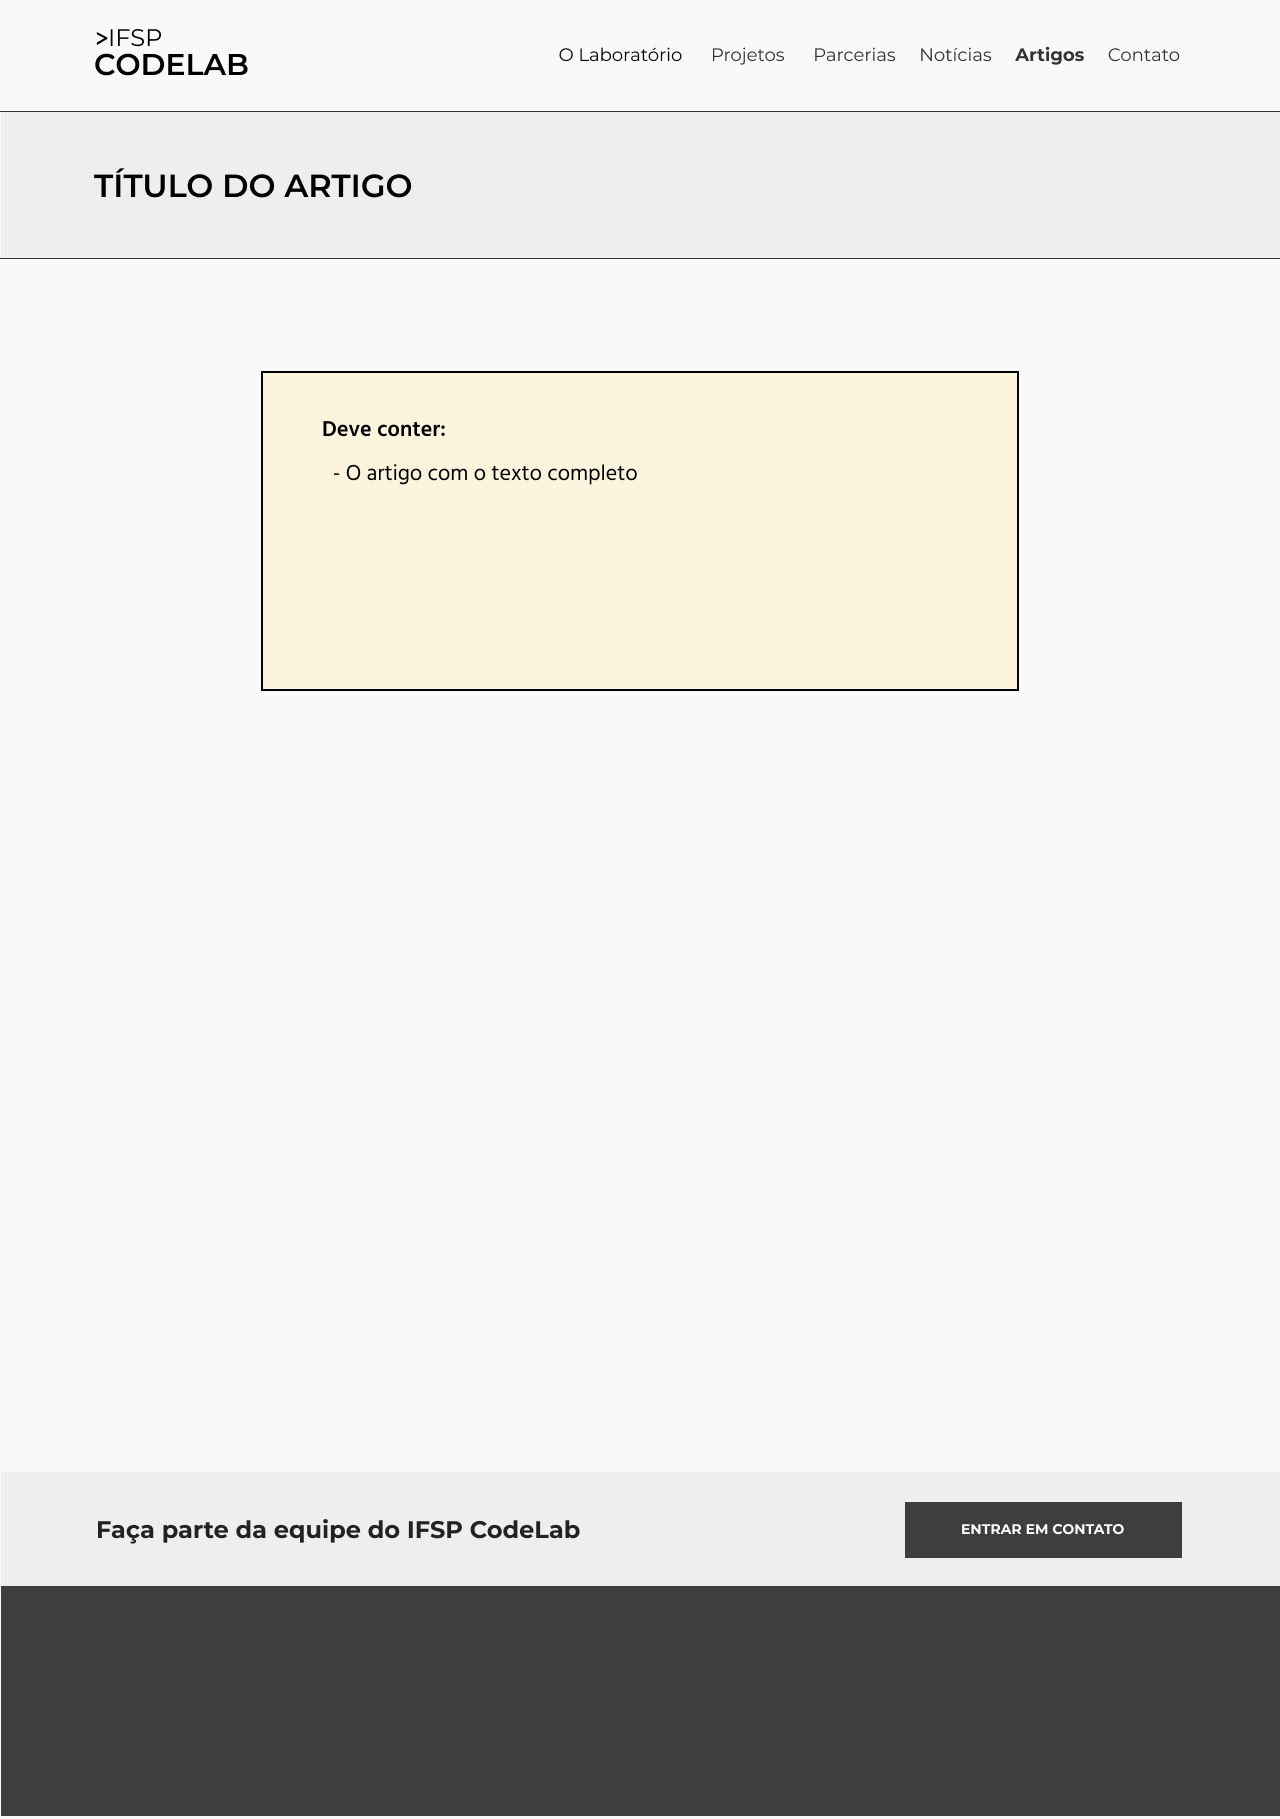 >IFSP
CODELAB
O Laboratório Projetos Parcerias Notícias Artigos Contato
TÍTULO DO ARTIGO
Deve conter:
- O artigo com o texto completo
Faça parte da equipe do IFSP CodeLab
ENTRAR EM CONTATO